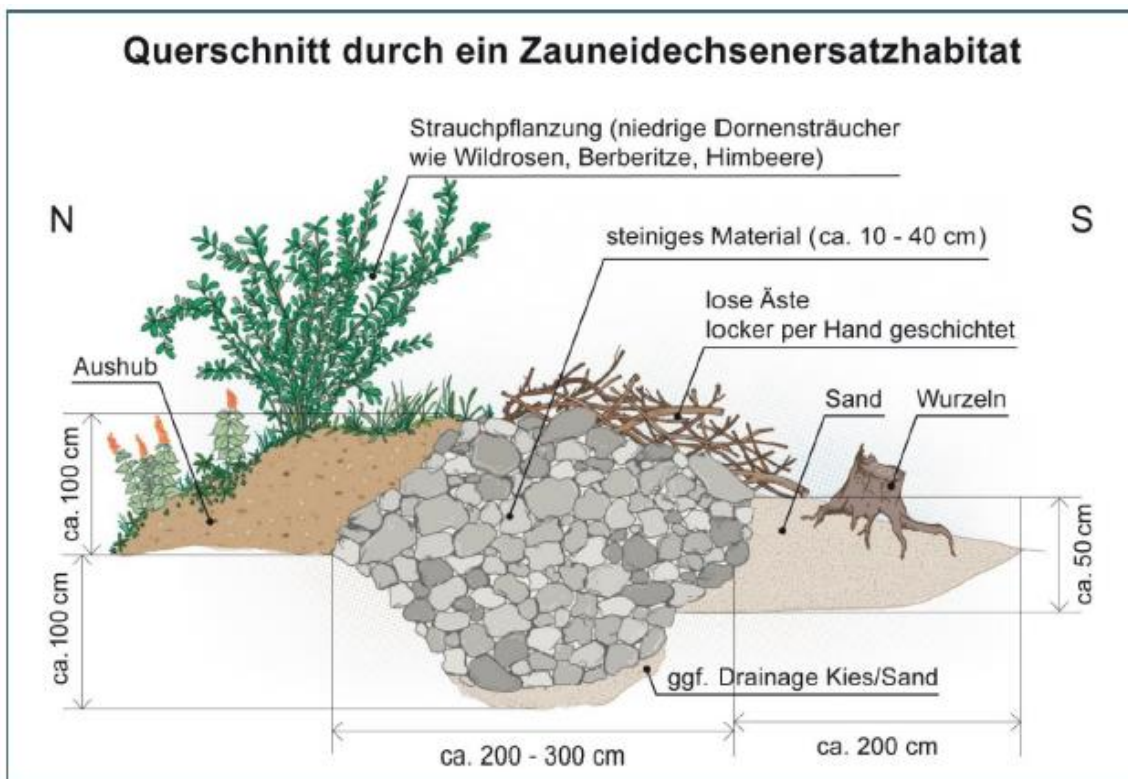 Querschnitt durch ein Zauneidechsenersatzhabitat
Strauchpflanzung (niedrige Dornensträucher
wie Wildrosen, Berberitze, Himbeere)
N
S
steiniges Material (ca. 10 - 40 cm)
lose Äste
locker per Hand geschichtet
Aushub
Sand
Wurzeln
ca. 100 cm
ca. 50 cm
ca. 100 cm
ggf. Drainage Kies/Sand
ca. 200 - 300 cm
ca. 200 cm